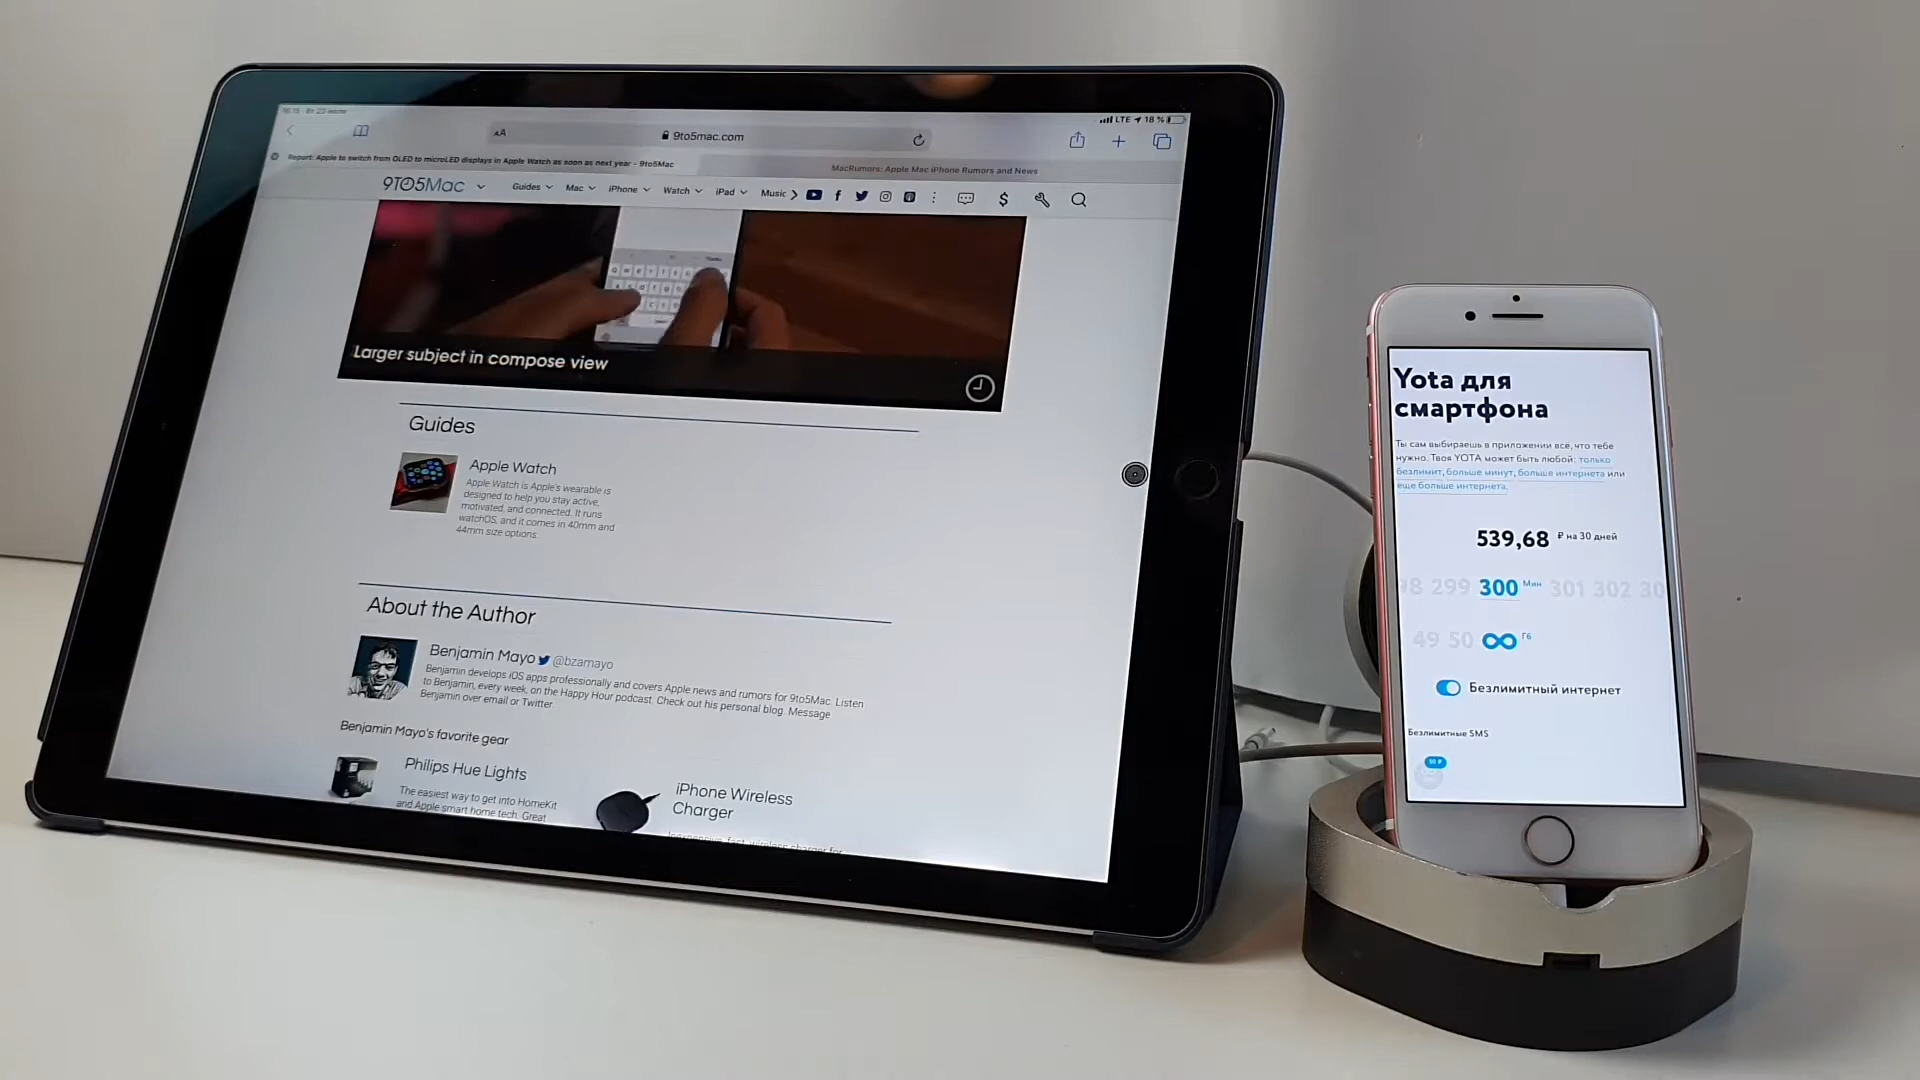 LTE 18 %
AA
9to5mac.com
Report: Apple to switch from OLED to microLED displays in Apple Watch as soon as next year - 9to5Mac
MacRumors: Apple Mac iPhone Rumors and News
9TO5Mac
Guides
Mac
iPhone
Watch
iPad
Music
$
Larger subject in compose view
Guides
Apple Watch
Apple Watch is Apple's wearable is
designed to help you stay active,
motivated, and connected. It runs
watchOS, and it comes in 40mm and
44mm size options.
About the Author
Benjamin Mayo @bzamayo
Benjamin develops iOS apps professionally and covers Apple news and rumors for 9to5Mac. Listen
to Benjamin, every week, on the Happy Hour podcast. Check out his personal blog. Message
Benjamin over email or Twitter.
Benjamin Mayo's favorite gear
Philips Hue Lights
The easiest way to get into HomeKit
and Apple smart home tech. Great
iPhone Wireless
Charger
Yota для
смартфона
Ты сам выбираешь в приложении всё, что тебе
нужно. Твоя YOTA может быть любой: только
безлимит, больше минут, больше интернета или
еще больше интернета.
539,68 ₽ на 30 дней
299 300 Мин 301 302 30
49 50 ∞ Гб
Безлимитный интернет
Безлимитные SMS
50 ₽